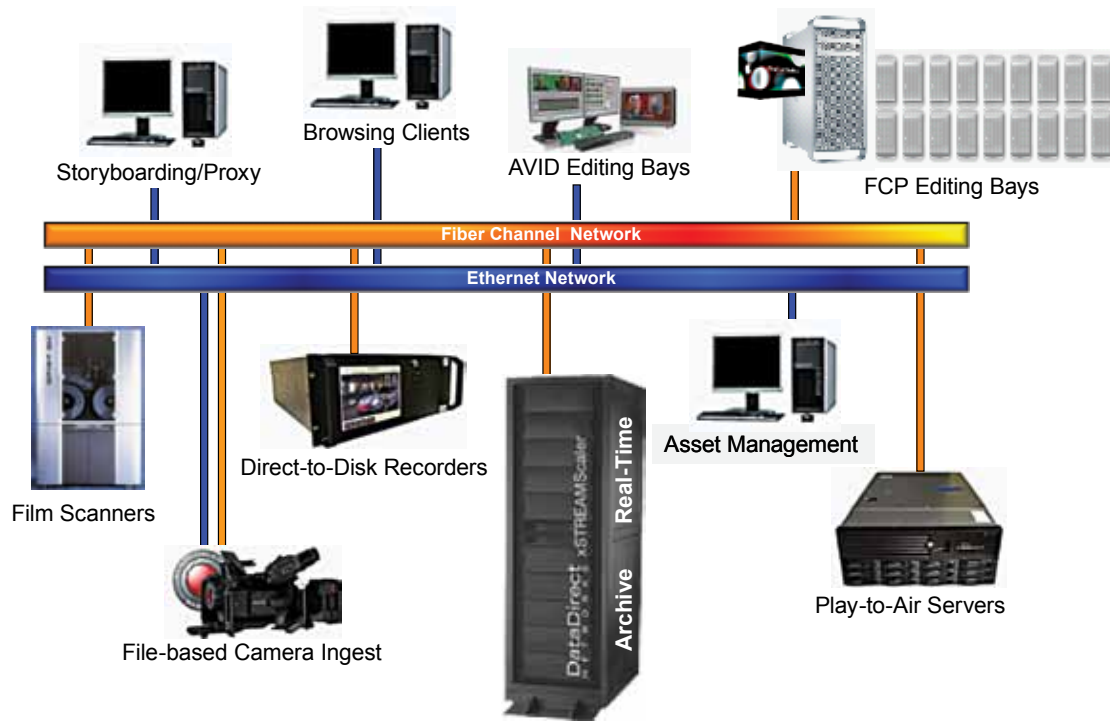 Storyboarding/Proxy
Browsing Clients
AVID Editing Bays
FCP Editing Bays
Fiber Channel Network
Ethernet Network
Film Scanners
Direct-to-Disk Recorders
File-based Camera Ingest
DataDirect
NETWORKS
xSTREAMScaler
Archive
Real-Time
Asset Management
Play-to-Air Servers